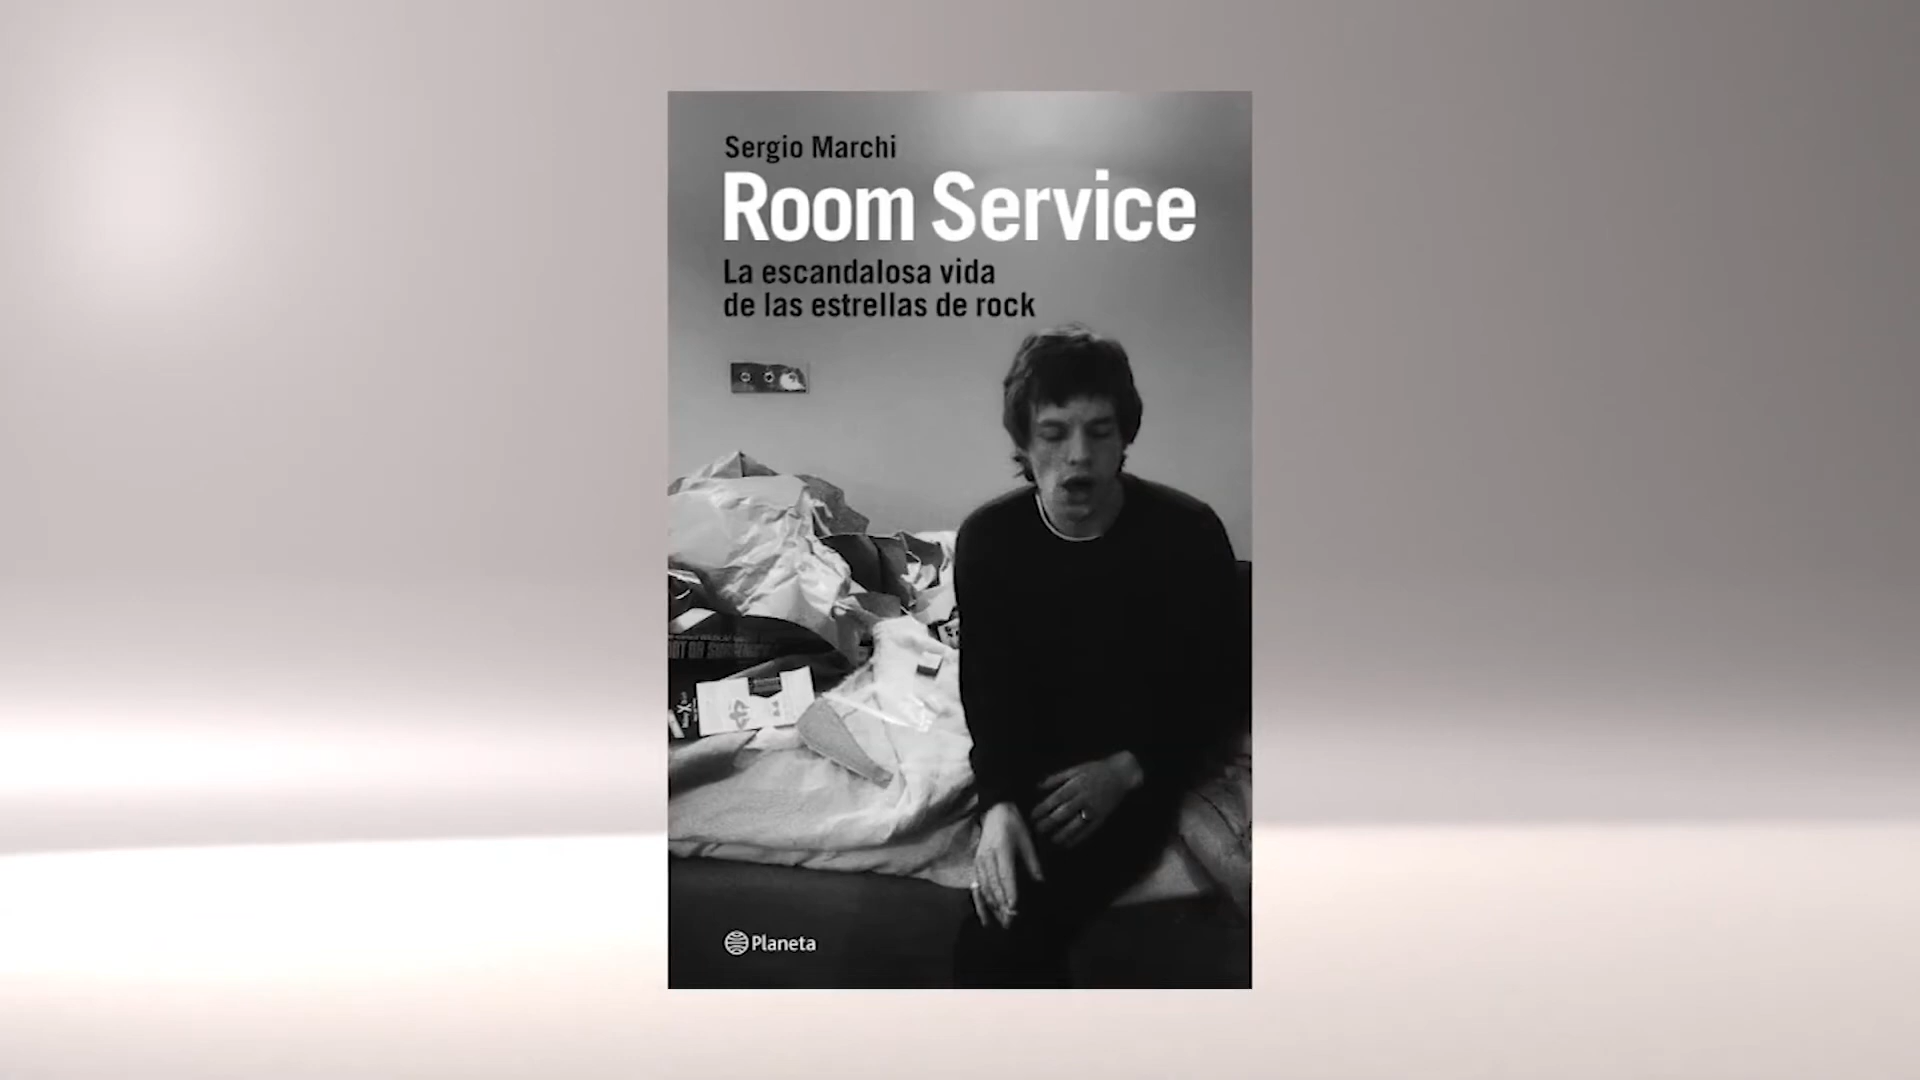 Sergio Marchi
Room Service
La escandalosa vida
de las estrellas de rock
Planeta